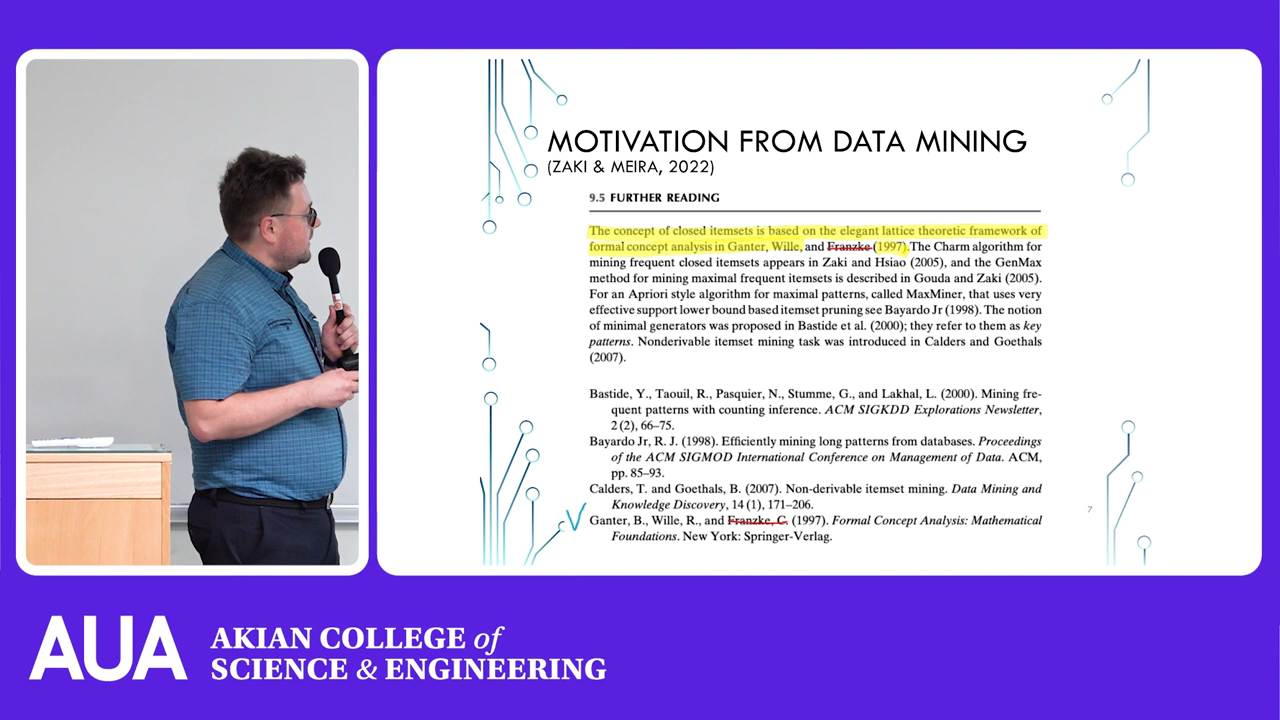 MOTIVATION FROM DATA MINING
(ZAKI & MEIRA, 2022)
9.5 FURTHER READING
The concept of closed itemsets is based on the elegant lattice theoretic framework of
formal concept analysis in Ganter, Wille, and Franzke (1997).The Charm algorithm for
mining frequent closed itemsets appears in Zaki and Hsiao (2005), and the GenMax
method for mining maximal frequent itemsets is described in Gouda and Zaki (2005).
For an Apriori style algorithm for maximal patterns, called MaxMiner, that uses very
effective support lower bound based itemset pruning see Bayardo Jr (1998). The notion
of minimal generators was proposed in Bastide et al. (2000); they refer to them as key
patterns. Nonderivable itemset mining task was introduced in Calders and Goethals
(2007).
Bastide, Y., Taouil, R., Pasquier, N., Stumme, G., and Lakhal, L. (2000). Mining fre-
quent patterns with counting inference. ACM SIGKDD Explorations Newsletter,
2 (2), 66–75.
Bayardo Jr, R. J. (1998). Efficiently mining long patterns from databases. Proceedings
of the ACM SIGMOD International Conference on Management of Data. ACM,
pp. 85–93.
Calders, T. and Goethals, B. (2007). Non-derivable itemset mining. Data Mining and
Knowledge Discovery, 14 (1), 171–206.
Ganter, B., Wille, R., and Franzke, C. (1997). Formal Concept Analysis: Mathematical
Foundations. New York: Springer-Verlag.
7
AUA
AKIAN COLLEGE of
SCIENCE & ENGINEERING